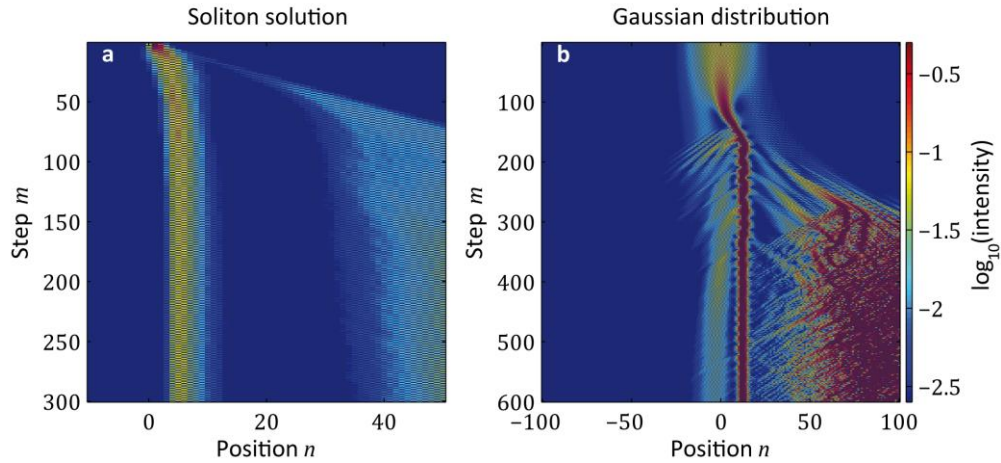 Soliton solution
Gaussian distribution
a
b
Step m
50
100
150
200
250
300
0
20
40
Position n
Step m
100
200
300
400
500
600
−100
−50
0
50
100
Position n
−0.5
−1
−1.5
−2
−2.5
log10(intensity)